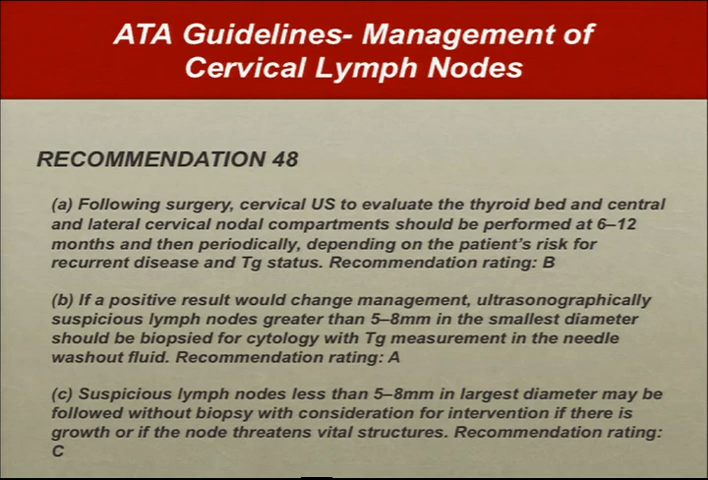 ATA Guidelines- Management of
Cervical Lymph Nodes
RECOMMENDATION 48
(a) Following surgery, cervical US to evaluate the thyroid bed and central
and lateral cervical nodal compartments should be performed at 6–12
months and then periodically, depending on the patient's risk for
recurrent disease and Tg status. Recommendation rating: B
(b) If a positive result would change management, ultrasonographically
suspicious lymph nodes greater than 5–8mm in the smallest diameter
should be biopsied for cytology with Tg measurement in the needle
washout fluid. Recommendation rating: A
(c) Suspicious lymph nodes less than 5–8mm in largest diameter may be
followed without biopsy with consideration for intervention if there is
growth or if the node threatens vital structures. Recommendation rating:
C